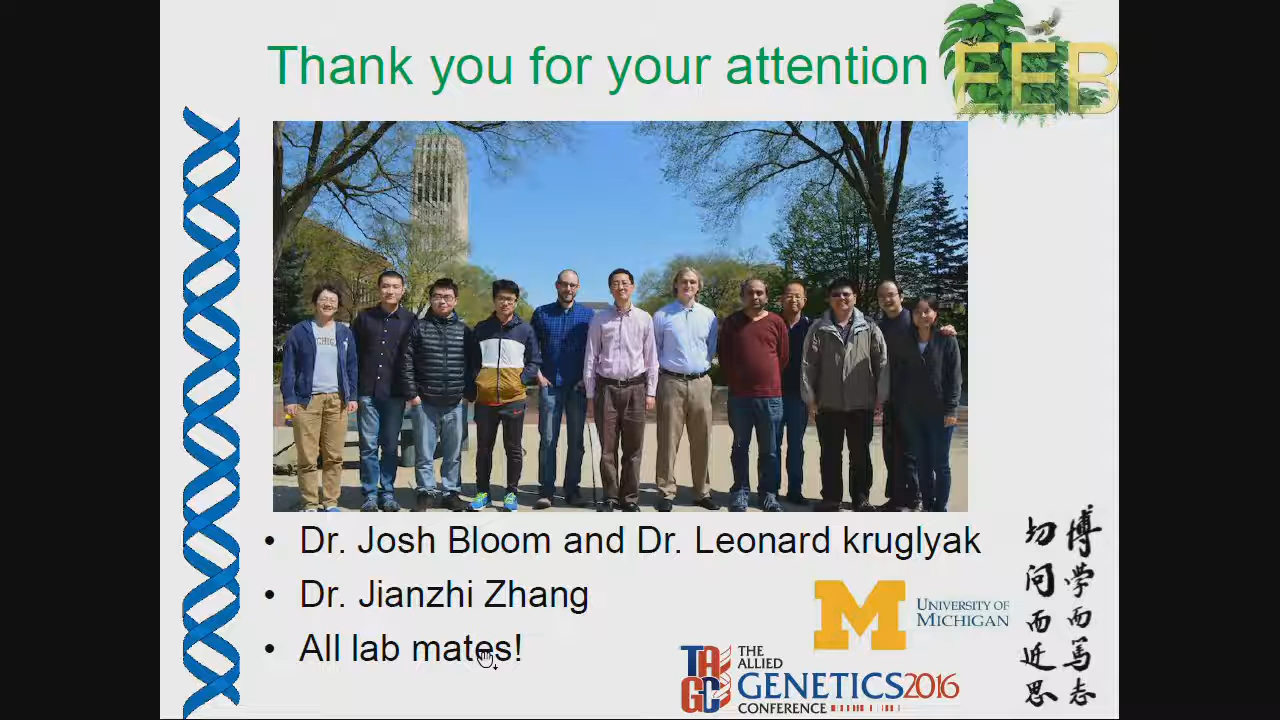 Thank you for your attention
EEB
• Dr. Josh Bloom and Dr. Leonard kruglyak
• Dr. Jianzhi Zhang
• All lab mates!
M
UNIVERSITY OF
MICHIGAN
TAGC
THE
ALLIED
GENETICS2016
CONFERENCE
博学而笃志
切问而近思